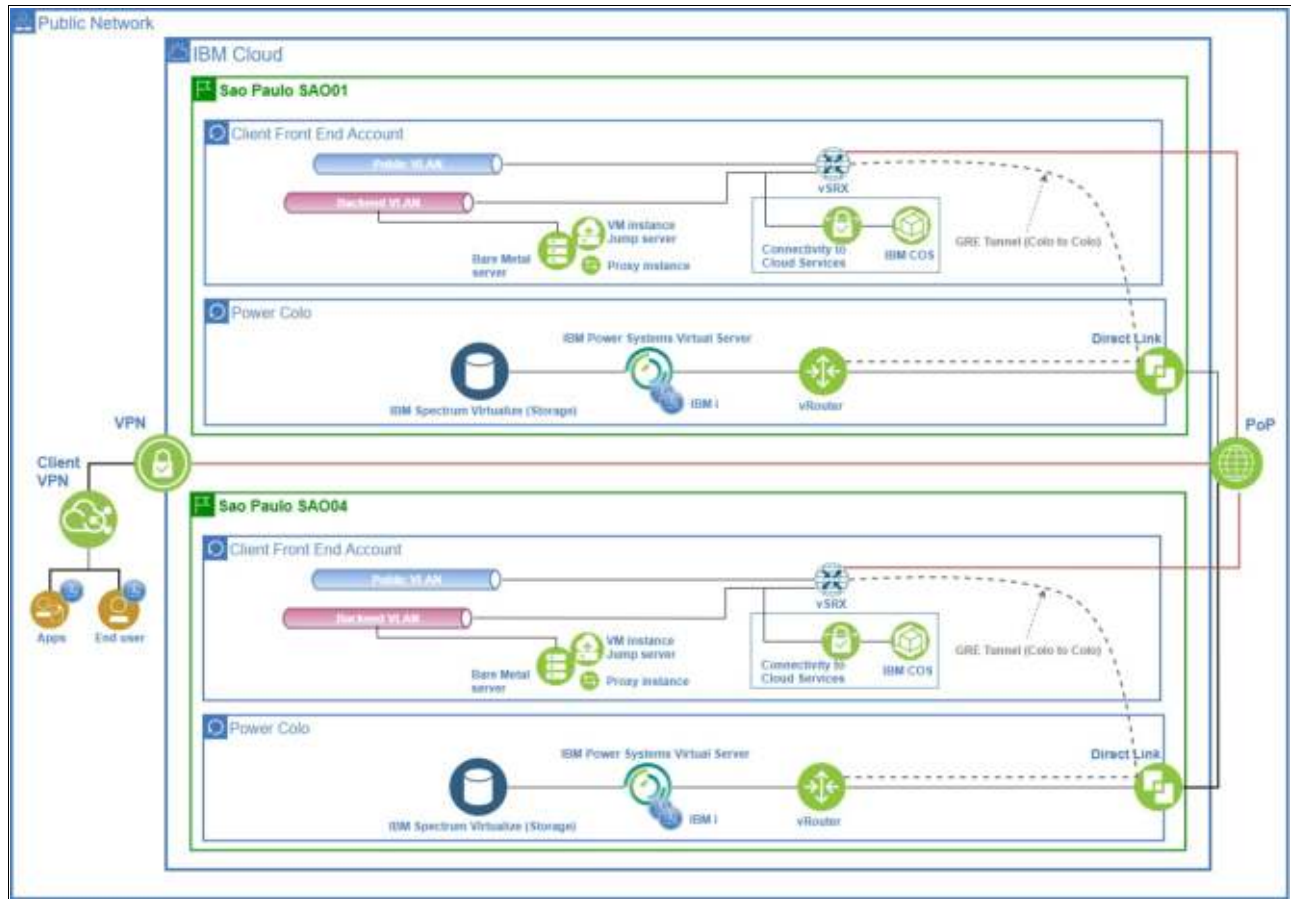 Public Network
IBM Cloud
Sao Paulo SAO01
Client Front End Account
Public VLAN
vSRX
Backend VLAN
VM instance
Jump server
Bare Metal
server
Proxy instance
Connectivity to
Cloud Services
IBM COS
GRE Tunnel (Colo to Colo)
Power Colo
IBM Power Systems Virtual Server
Direct Link
IBM i
IBM Spectrum Virtualize (Storage)
vRouter
VPN
PoP
Client
VPN
Sao Paulo SAO04
Client Front End Account
Public VLAN
vSRX
Backend VLAN
VM instance
Jump server
Bare Metal
server
Proxy instance
Connectivity to
Cloud Services
IBM COS
GRE Tunnel (Colo to Colo)
Apps
End user
Power Colo
IBM Power Systems Virtual Server
Direct Link
IBM i
IBM Spectrum Virtualize (Storage)
vRouter